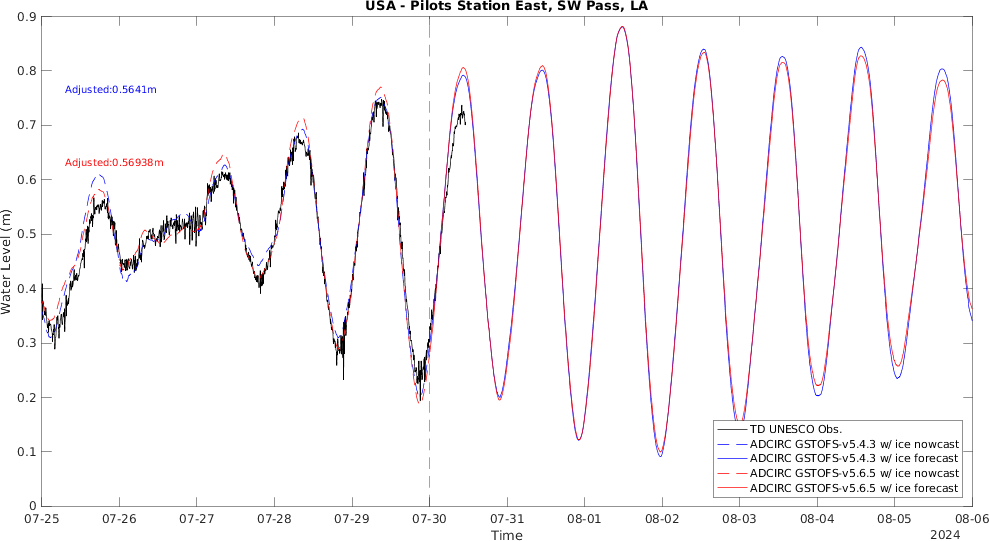 USA - Pilots Station East, SW Pass, LA
0.9
0.8
0.7
0.6
0.5
0.4
0.3
0.2
0.1
0
Water Level (m)
Adjusted:0.5641m
Adjusted:0.56938m
TD UNESCO Obs.
ADCIRC GSTOFS-v5.4.3 w/ ice nowcast
ADCIRC GSTOFS-v5.4.3 w/ ice forecast
ADCIRC GSTOFS-v5.6.5 w/ ice nowcast
ADCIRC GSTOFS-v5.6.5 w/ ice forecast
07-25 07-26 07-27 07-28 07-29 07-30 07-31 08-01 08-02 08-03 08-04 08-05 08-06
Time
2024